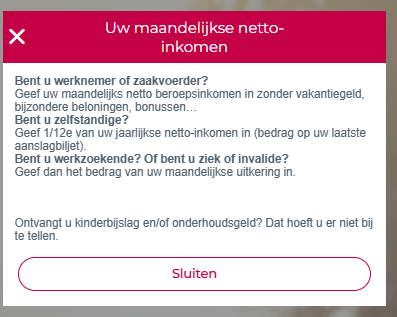 Uw maandelijkse netto-
inkomen
Bent u werknemer of zaakvoerder?
Geef uw maandelijks netto beroepsinkomen in zonder vakantiegeld,
bijzondere beloningen, bonussen…
Bent u zelfstandige?
Geef 1/12e van uw jaarlijkse netto-inkomen in (bedrag op uw laatste
aanslagbiljet).
Bent u werkzoekende? Of bent u ziek of invalide?
Geef dan het bedrag van uw maandelijkse uitkering in.
Ontvangt u kinderbijslag en/of onderhoudsgeld? Dat hoeft u er niet bij
te tellen.
Sluiten